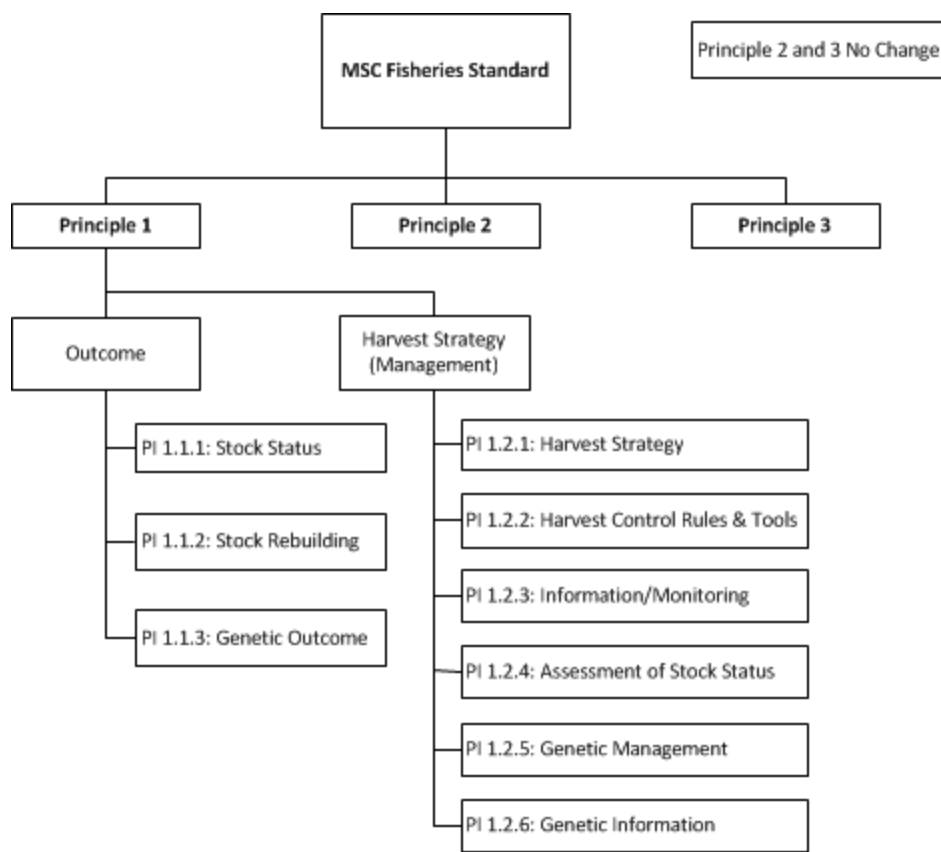 MSC Fisheries Standard
Principle 2 and 3 No Change
Principle 1
Principle 2
Principle 3
Outcome
Harvest Strategy
(Management)
PI 1.1.1: Stock Status
PI 1.1.2: Stock Rebuilding
PI 1.1.3: Genetic Outcome
PI 1.2.1: Harvest Strategy
PI 1.2.2: Harvest Control Rules & Tools
PI 1.2.3: Information/Monitoring
PI 1.2.4: Assessment of Stock Status
PI 1.2.5: Genetic Management
PI 1.2.6: Genetic Information